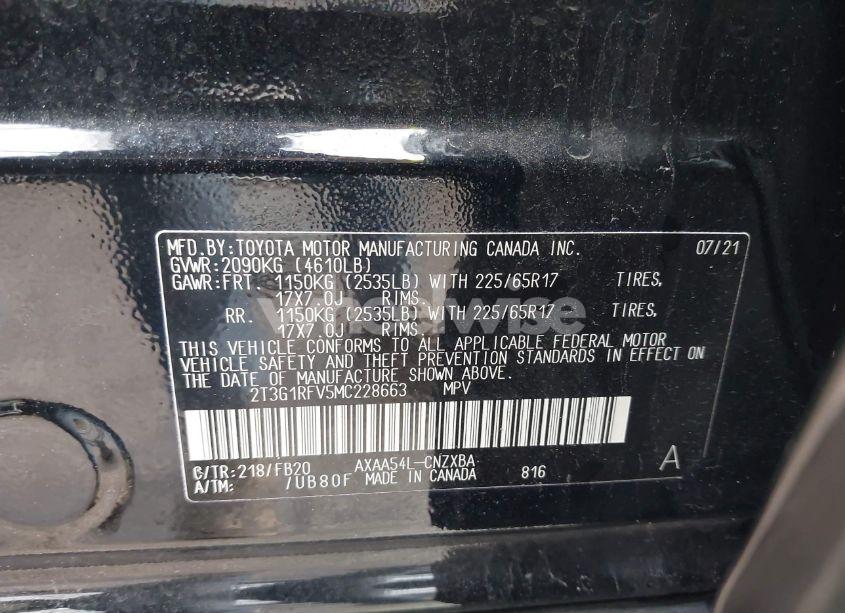 MFD.BY:TOYOTA MOTOR MANUFACTURING CANADA INC. 07/21
GVWR:2090KG (4610LB)
GAWR:FRT. 1150KG (2535LB) WITH 225/65R17 TIRES,
17X7.0J RIMS,
RR. 1150KG (2535LB) WITH 225/65R17 TIRES,
17X7.0J RIMS
THIS VEHICLE CONFORMS TO ALL APPLICABLE FEDERAL MOTOR
VEHICLE SAFETY AND THEFT PREVENTION STANDARDS IN EFFECT ON
THE DATE OF MANUFACTURE SHOWN ABOVE.
2T3G1RFV5MC228663 MPV
C/TR:218/FB20 AXAA54L-CNZXBA
A/TM: /UB80F MADE IN CANADA 816 A